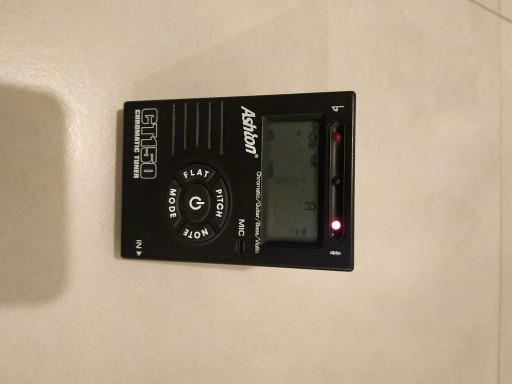 ♭
♯
A
Chromatic/Guitar/Bass/Violin
Ashton®
MIC
FLAT
PITCH
MODE
NOTE
CT150
CHROMATIC TUNER
IN